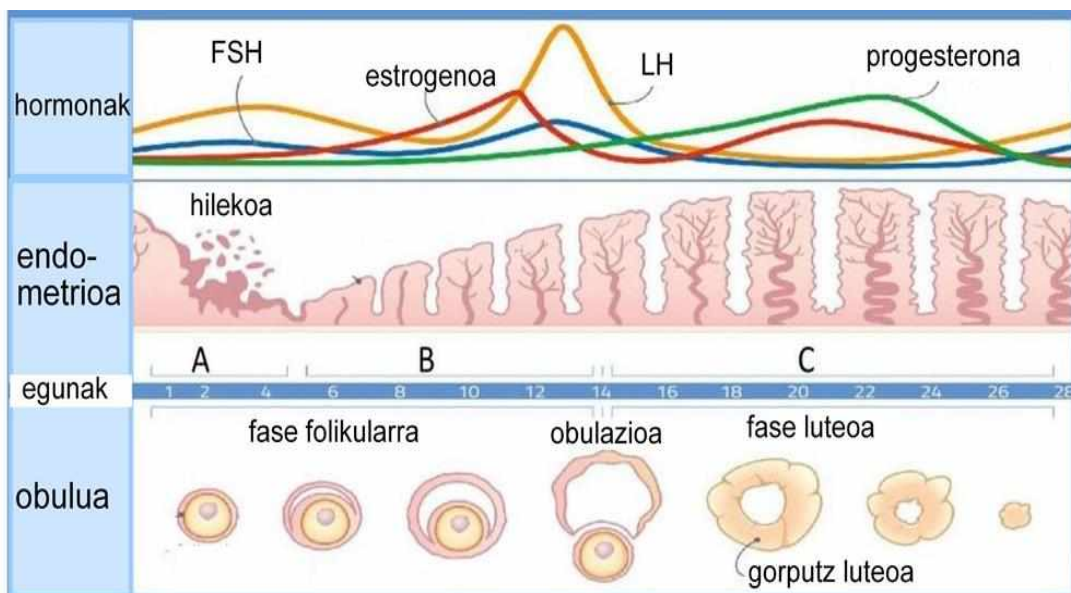 hormonak
FSH
estrogenoa
LH
progesterona
endo-
metrioa
hilekoa
A B C
egunak
1 2 4 6 8 10 12 14 16 18 20 22 24 26 28
fase folikularra
obulazioa
fase luteoa
obulua
gorputz luteoa